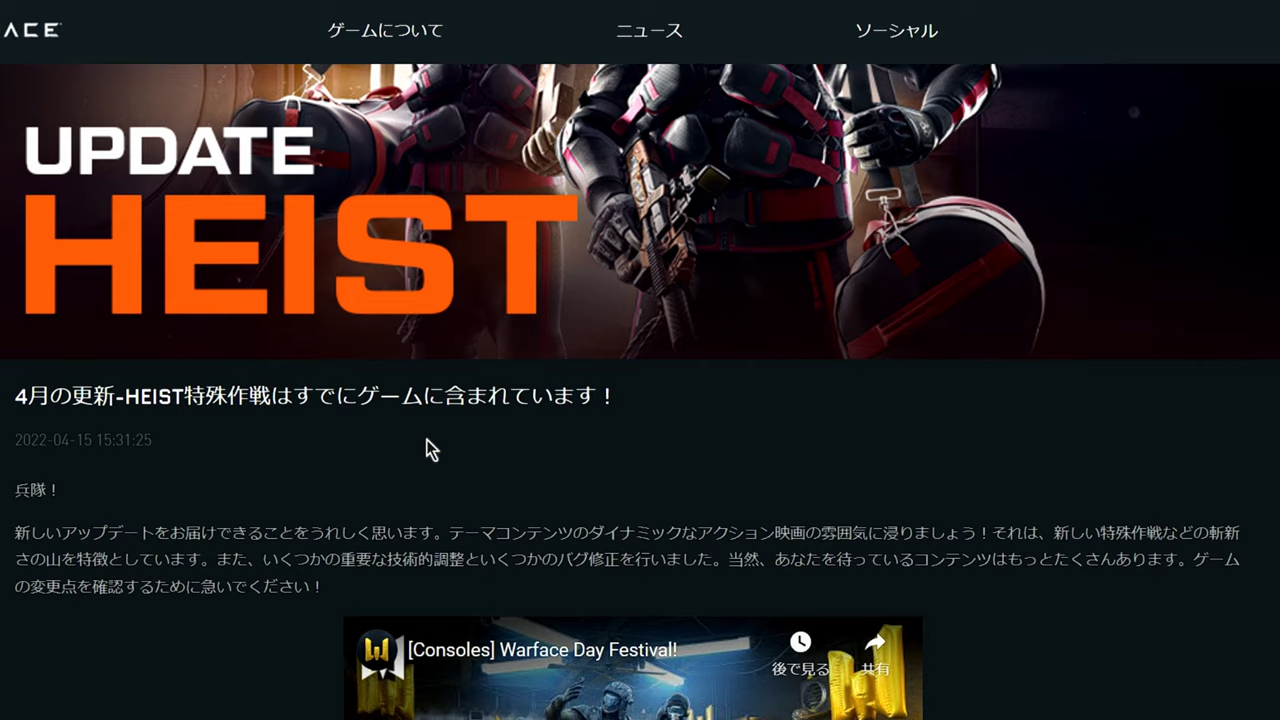 ACE
ゲームについて
ニュース
ソーシャル
UPDATE
HEIST
4月の更新-HEIST特殊作戦はすでにゲームに含まれています！
2022-04-15 15:31:25
兵隊！
新しいアップデートをお届けできることをうれしく思います。テーマコンテンツのダイナミックなアクション映画の雰囲気に浸りましょう！それは、新しい特殊作戦などの斬新
さの山を特徴としています。また、いくつかの重要な技術的調整といくつかのバグ修正を行いました。当然、あなたを待っているコンテンツはもっとたくさんあります。ゲーム
の変更点を確認するために急いでください！
[Consoles] Warface Day Festival!
後で見る
共有